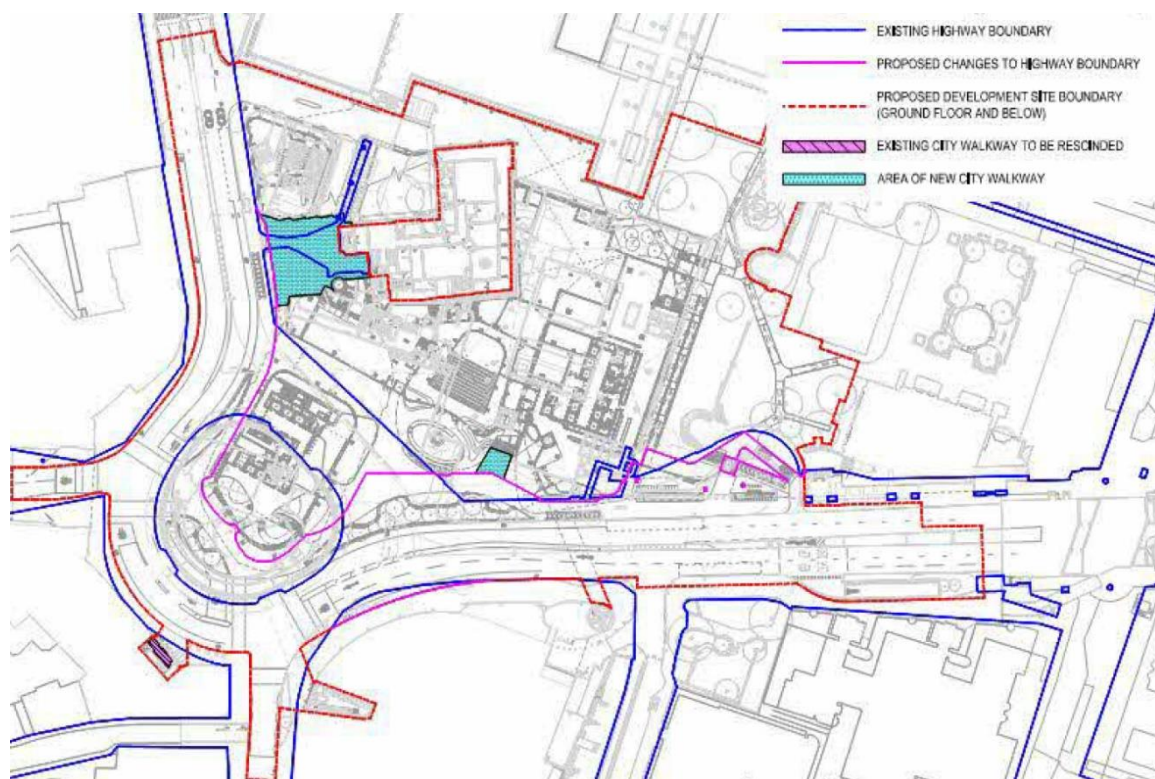 EXISTING HIGHWAY BOUNDARY
PROPOSED CHANGES TO HIGHWAY BOUNDARY
PROPOSED DEVELOPMENT SITE BOUNDARY
(GROUND FLOOR AND BELOW)
EXISTING CITY WALKWAY TO BE RESCINDED
AREA OF NEW CITY WALKWAY